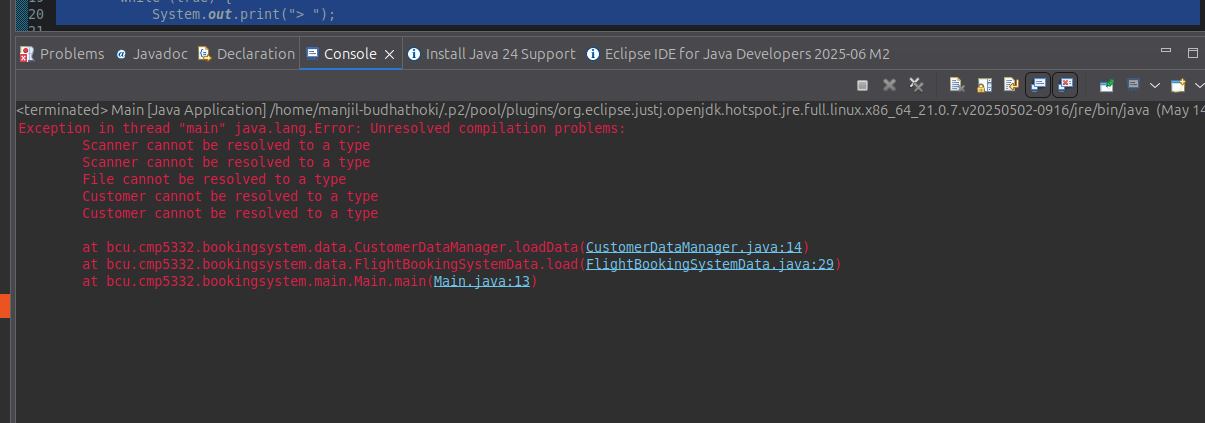 while (true) {
20 System.out.print("> ");
Problems Javadoc Declaration Console Install Java 24 Support Eclipse IDE for Java Developers 2025-06 M2
<terminated> Main [Java Application] /home/manjil-budhathoki/.p2/pool/plugins/org.eclipse.justj.openjdk.hotspot.jre.full.linux.x86_64_21.0.7.v20250502-0916/jre/bin/java (May 14
Exception in thread "main" java.lang.Error: Unresolved compilation problems:
Scanner cannot be resolved to a type
Scanner cannot be resolved to a type
File cannot be resolved to a type
Customer cannot be resolved to a type
Customer cannot be resolved to a type
at bcu.cmp5332.bookingsystem.data.CustomerDataManager.loadData(CustomerDataManager.java:14)
at bcu.cmp5332.bookingsystem.data.FlightBookingSystemData.load(FlightBookingSystemData.java:29)
at bcu.cmp5332.bookingsystem.main.Main.main(Main.java:13)